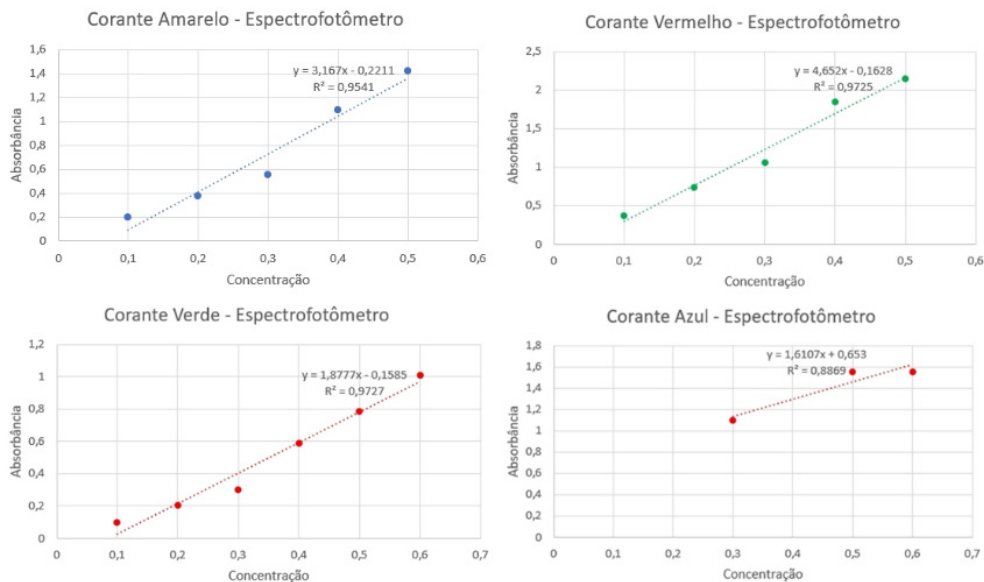 Corante Amarelo - Espectrofotômetro
1,6
1,4
1,2
1
0,8
0,6
0,4
0,2
0
Absorbância
y = 3,167x - 0,2211
R² = 0,9541
0 0,1 0,2 0,3 0,4 0,5 0,6
Concentração
Corante Vermelho - Espectrofotômetro
2,5
2
1,5
1
0,5
0
Absorbância
y = 4,652x - 0,1628
R² = 0,9725
0 0,1 0,2 0,3 0,4 0,5 0,6
Concentração
Corante Verde - Espectrofotômetro
1,2
1
0,8
0,6
0,4
0,2
0
Absorbância
y = 1,8777x - 0,1585
R² = 0,9727
0 0,1 0,2 0,3 0,4 0,5 0,6 0,7
Concentração
Corante Azul - Espectrofotômetro
1,8
1,6
1,4
1,2
1
0,8
0,6
0,4
0,2
0
Absorbância
y = 1,6107x + 0,653
R² = 0,8869
0 0,1 0,2 0,3 0,4 0,5 0,6 0,7
Concentração